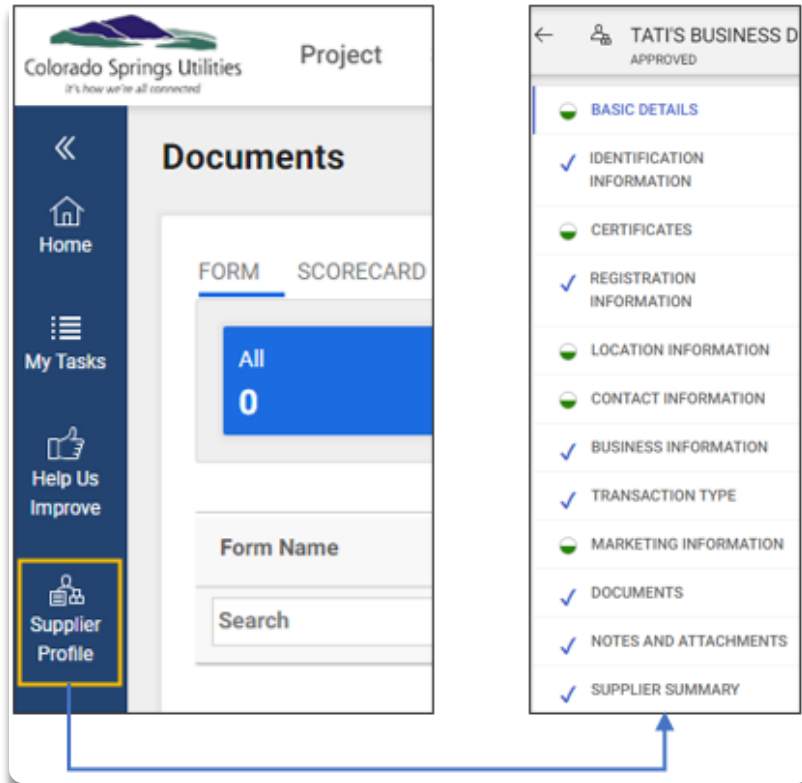 Colorado Springs Utilities
It's how we're all connected
Project
Home
My Tasks
Help Us
Improve
Supplier
Profile
Documents
FORM SCORECARD
All
0
Form Name
Search
TATI'S BUSINESS D
APPROVED
BASIC DETAILS
IDENTIFICATION
INFORMATION
CERTIFICATES
REGISTRATION
INFORMATION
LOCATION INFORMATION
CONTACT INFORMATION
BUSINESS INFORMATION
TRANSACTION TYPE
MARKETING INFORMATION
DOCUMENTS
NOTES AND ATTACHMENTS
SUPPLIER SUMMARY